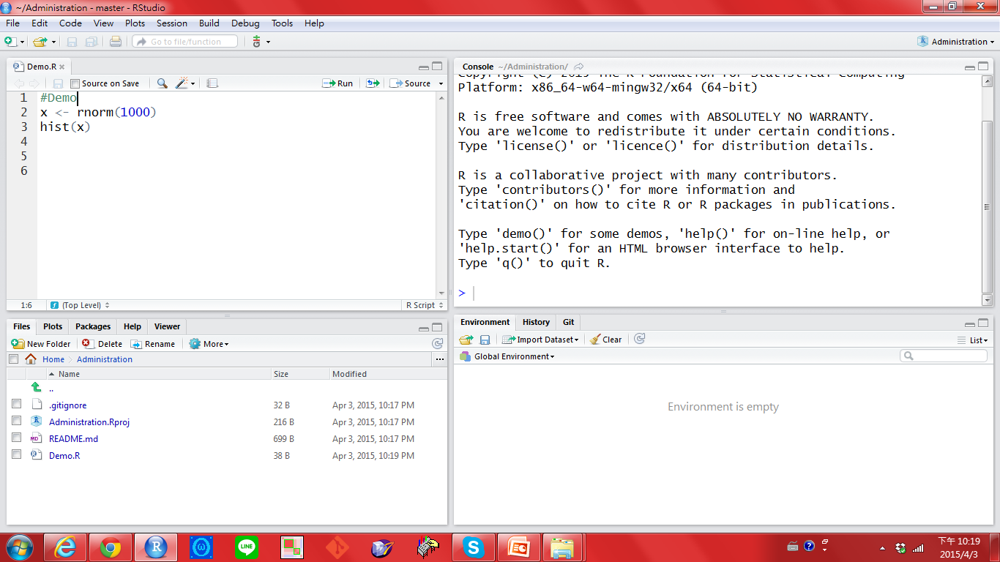 ~/Administration - master - RStudio
File Edit Code View Plots Session Build Debug Tools Help
Go to file/function
Administration
Demo.R
Source on Save Run Source
1 #Demo
2 x <- rnorm(1000)
3 hist(x)
4
5
6
1:6 (Top Level) R Script
Console ~/Administration/
Copyright (C) 2015 The R Foundation for Statistical Computing
Platform: x86_64-w64-mingw32/x64 (64-bit)
R is free software and comes with ABSOLUTELY NO WARRANTY.
You are welcome to redistribute it under certain conditions.
Type 'license()' or 'licence()' for distribution details.
R is a collaborative project with many contributors.
Type 'contributors()' for more information and
'citation()' on how to cite R or R packages in publications.
Type 'demo()' for some demos, 'help()' for on-line help, or
'help.start()' for an HTML browser interface to help.
Type 'q()' to quit R.
>
Files Plots Packages Help Viewer
New Folder Delete Rename More
Home Administration ...
Name Size Modified
..
.gitignore 32 B Apr 3, 2015, 10:17 PM
Administration.Rproj 216 B Apr 3, 2015, 10:17 PM
README.md 699 B Apr 3, 2015, 10:17 PM
Demo.R 38 B Apr 3, 2015, 10:19 PM
Environment History Git
Import Dataset Clear List
Global Environment
Environment is empty
LINE
下午 10:19
2015/4/3